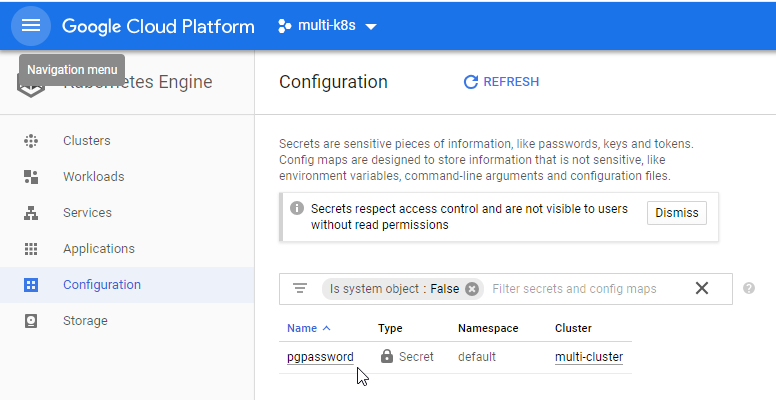 Google Cloud Platform
multi-k8s
Navigation menu
Kubernetes Engine
Configuration
REFRESH
Clusters
Workloads
Services
Applications
Configuration
Storage
Secrets are sensitive pieces of information, like passwords, keys and tokens.
Config maps are designed to store information that is not sensitive, like
environment variables, command-line arguments and configuration files.
Secrets respect access control and are not visible to users
without read permissions
Dismiss
Is system object : False
Filter secrets and config maps
Name Type Namespace Cluster
pgpassword Secret default multi-cluster